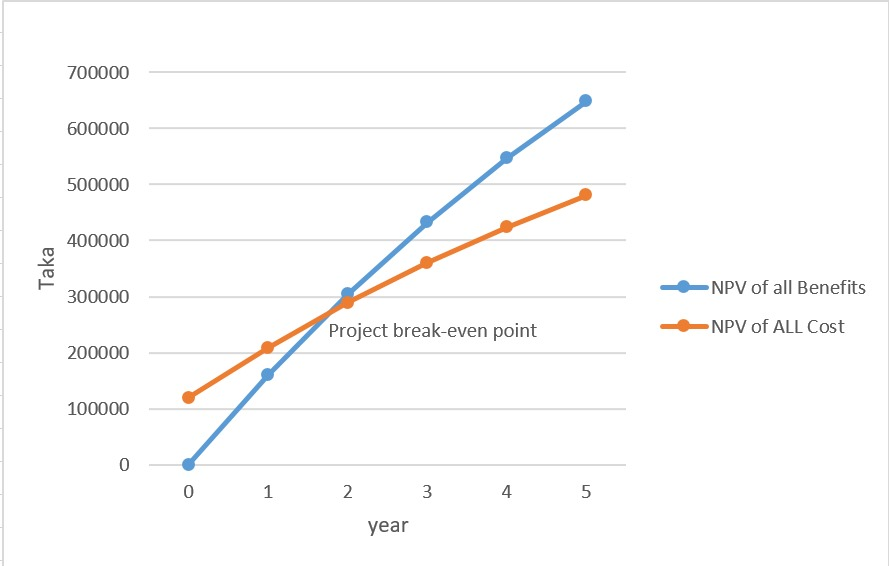 700000
600000
500000
400000
300000
200000
100000
0
Taka
Project break-even point
0 1 2 3 4 5
year
NPV of all Benefits
NPV of ALL Cost